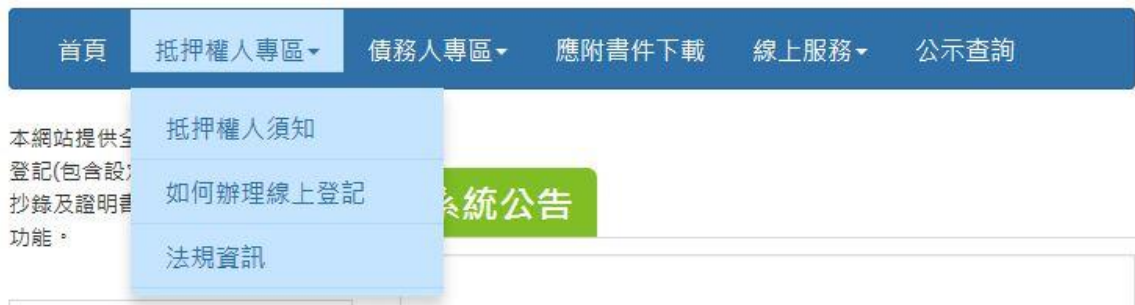 首頁 抵押權人專區 債務人專區 應附書件下載 線上服務 公示查詢
抵押權人須知
如何辦理線上登記
法規資訊
本網站提供全
登記(包含設
抄錄及證明書
功能。
統公告